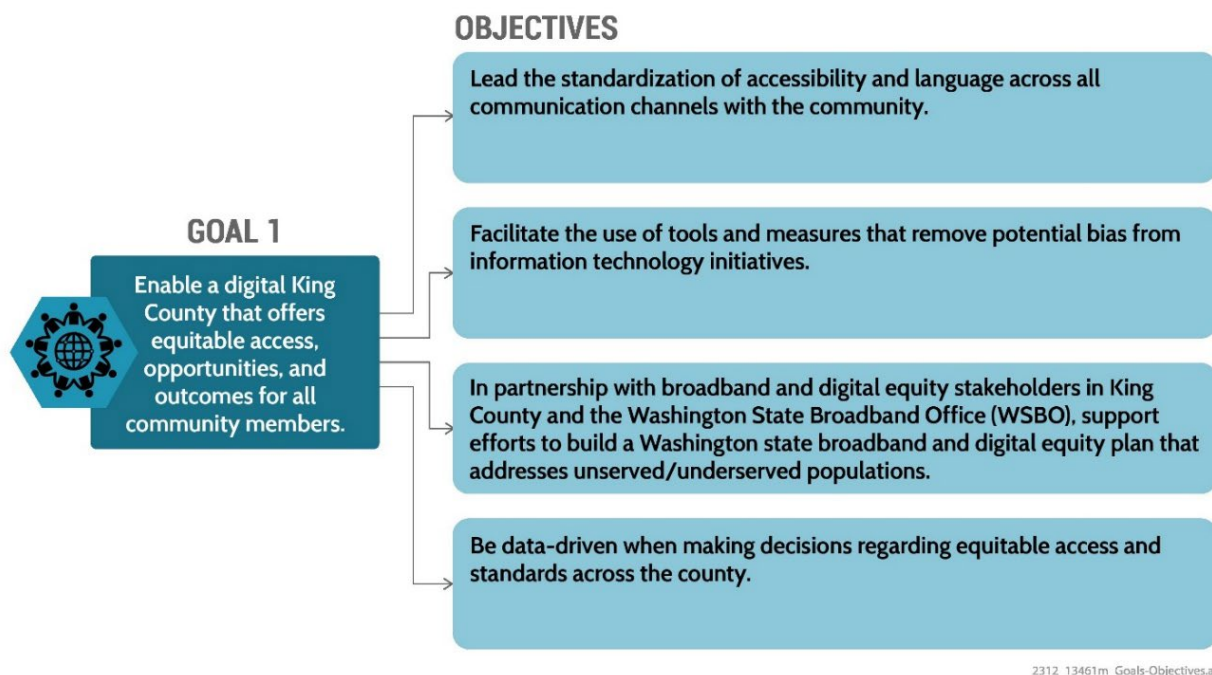 OBJECTIVES
Lead the standardization of accessibility and language across all
communication channels with the community.
GOAL 1
Enable a digital King
County that offers
equitable access,
opportunities, and
outcomes for all
community members.
Facilitate the use of tools and measures that remove potential bias from
information technology initiatives.
In partnership with broadband and digital equity stakeholders in King
County and the Washington State Broadband Office (WSBO), support
efforts to build a Washington state broadband and digital equity plan that
addresses unserved/underserved populations.
Be data-driven when making decisions regarding equitable access and
standards across the county.
2312_13461m_Goals-Objectives.a